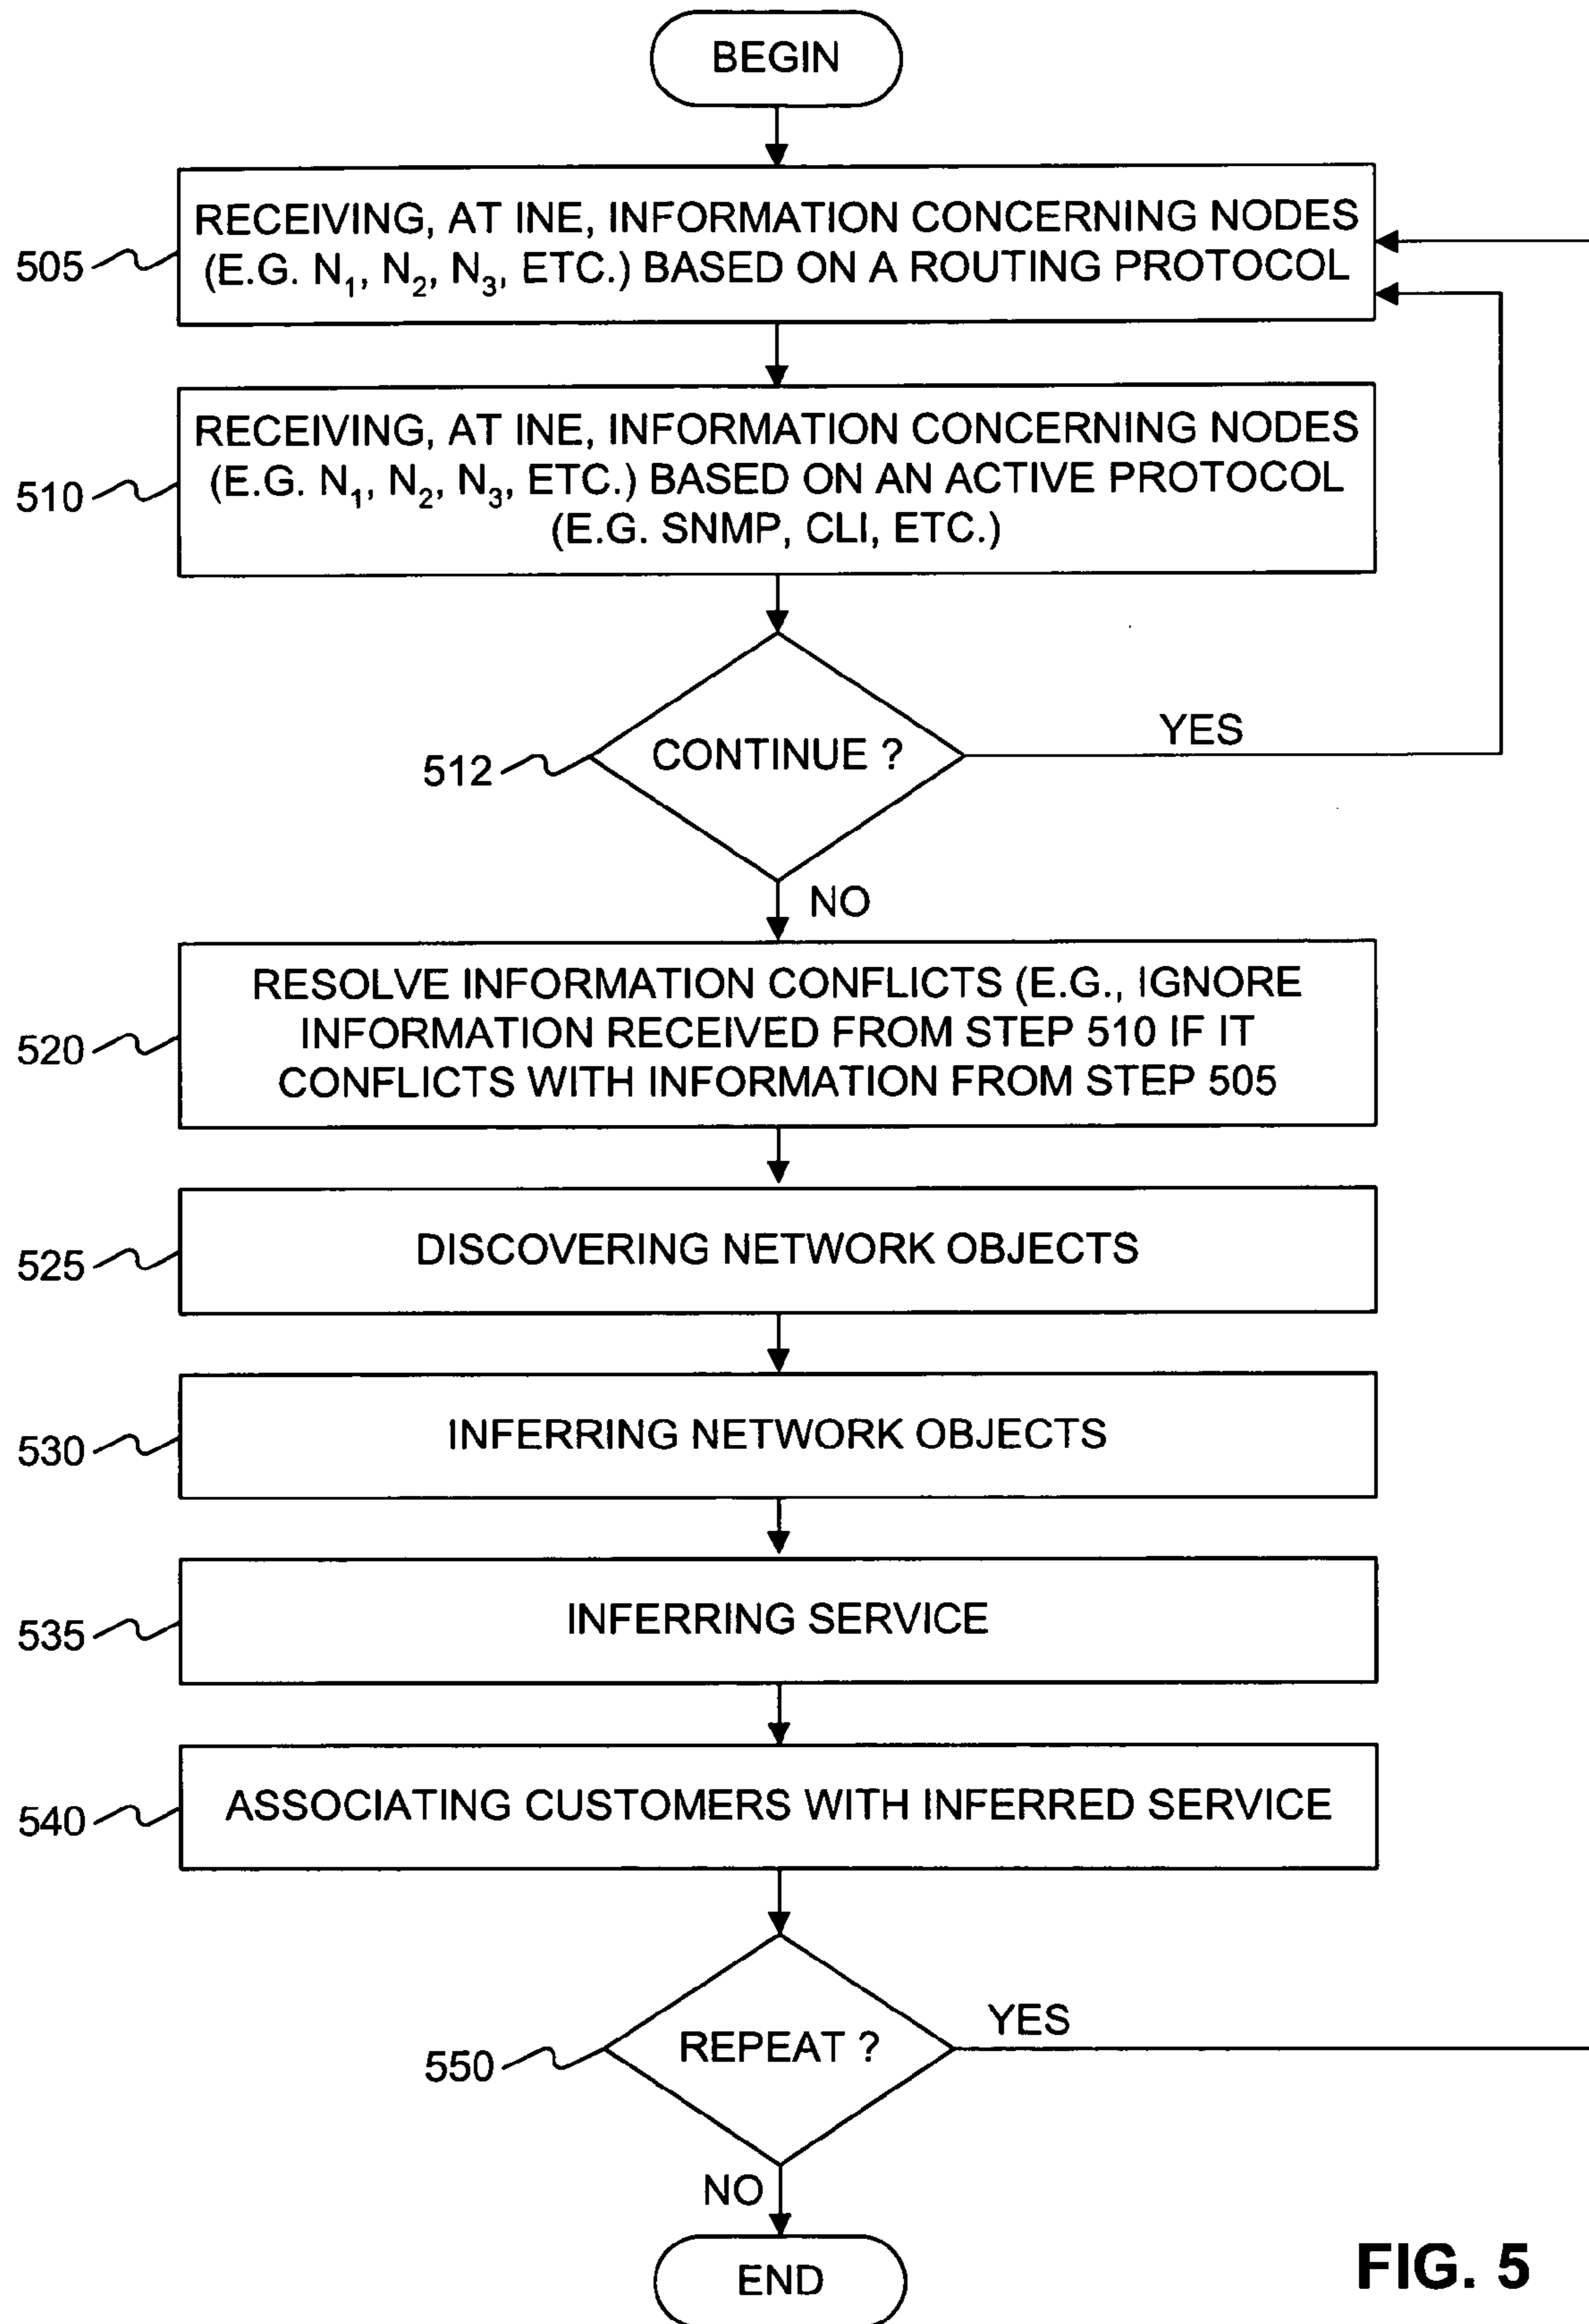 BEGIN
505
RECEIVING, AT INE, INFORMATION CONCERNING NODES
(E.G. N₁, N₂, N₃, ETC.) BASED ON A ROUTING PROTOCOL
510
RECEIVING, AT INE, INFORMATION CONCERNING NODES
(E.G. N₁, N₂, N₃, ETC.) BASED ON AN ACTIVE PROTOCOL
(E.G. SNMP, CLI, ETC.)
512
CONTINUE ?
YES
NO
520
RESOLVE INFORMATION CONFLICTS (E.G., IGNORE
INFORMATION RECEIVED FROM STEP 510 IF IT
CONFLICTS WITH INFORMATION FROM STEP 505
525
DISCOVERING NETWORK OBJECTS
530
INFERRING NETWORK OBJECTS
535
INFERRING SERVICE
540
ASSOCIATING CUSTOMERS WITH INFERRED SERVICE
550
REPEAT ?
YES
NO
END
FIG. 5